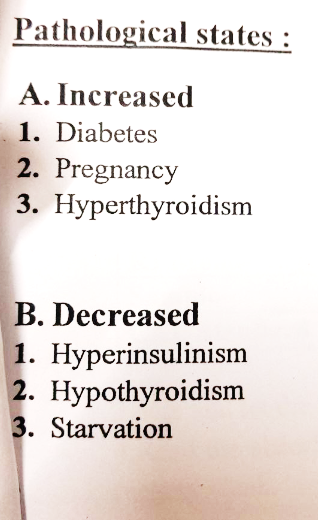 Pathological states :
A. Increased
1. Diabetes
2. Pregnancy
3. Hyperthyroidism
B. Decreased
1. Hyperinsulinism
2. Hypothyroidism
3. Starvation